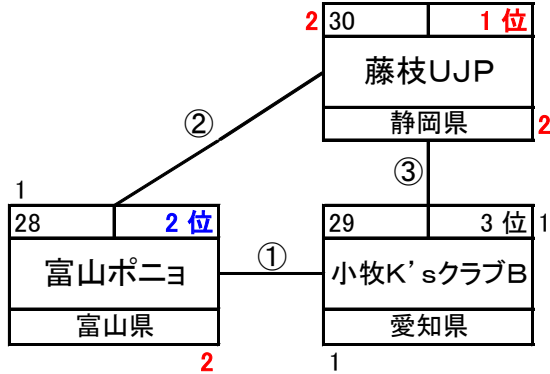 2 30 1 位
藤枝UJP
静岡県 2
②
③
1
28 2 位
富山ポニョ
富山県
2
①
29 3 位 1
小牧K’sクラブB
愛知県
1